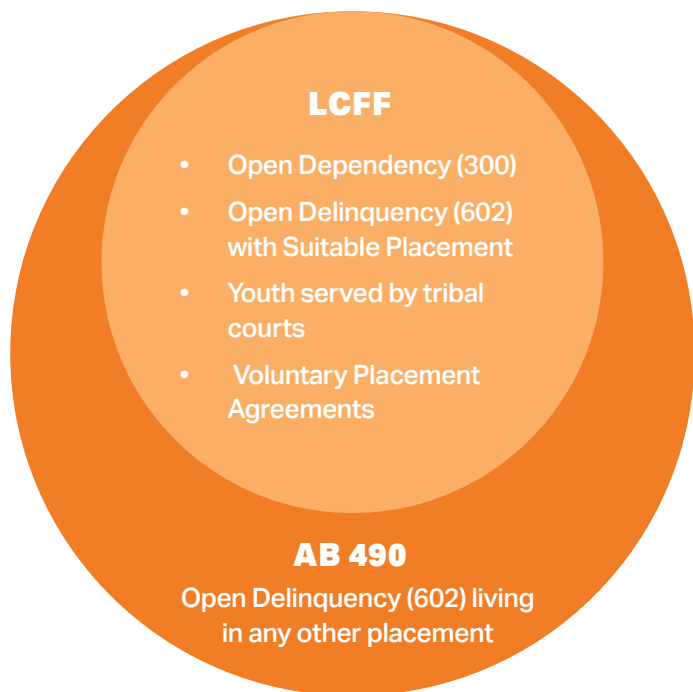 LCFF
• Open Dependency (300)
• Open Delinquency (602)
with Suitable Placement
• Youth served by tribal
courts
• Voluntary Placement
Agreements
AB 490
Open Delinquency (602) living
in any other placement